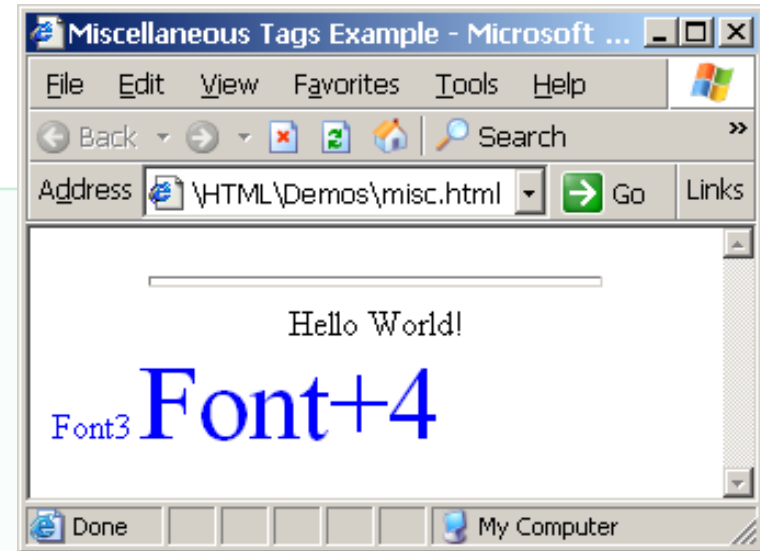 Miscellaneous Tags Example - Microsoft ...
File Edit View Favorites Tools Help
Back Search »
Address \HTML\Demos\misc.html Go Links
Hello World!
Font3 Font+4
Done My Computer